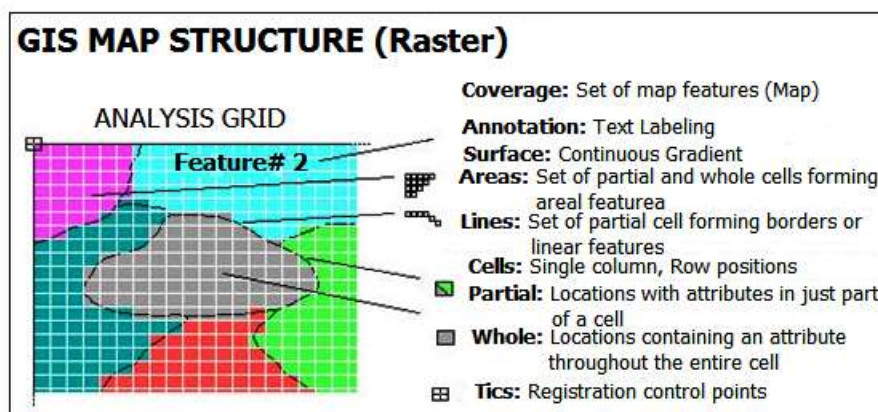 GIS MAP STRUCTURE (Raster)
ANALYSIS GRID
Feature# 2
Coverage: Set of map features (Map)
Annotation: Text Labeling
Surface: Continuous Gradient
Areas: Set of partial and whole cells forming
areal featurea
Lines: Set of partial cell forming borders or
linear features
Cells: Single column, Row positions
Partial: Locations with attributes in just part
of a cell
Whole: Locations containing an attribute
throughout the entire cell
Tics: Registration control points